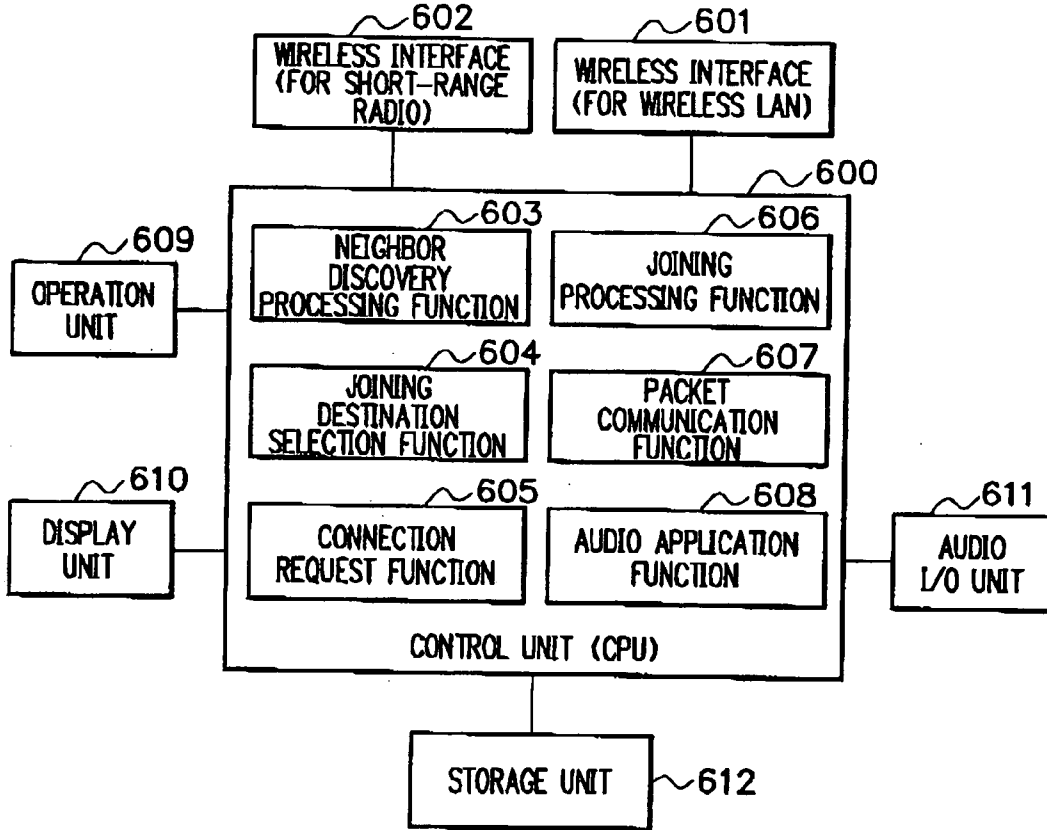 602
WIRELESS INTERFACE
(FOR SHORT-RANGE
RADIO)
601
WIRELESS INTERFACE
(FOR WIRELESS LAN)
600
603
NEIGHBOR
DISCOVERY
PROCESSING FUNCTION
606
JOINING
PROCESSING FUNCTION
609
OPERATION
UNIT
604
JOINING
DESTINATION
SELECTION FUNCTION
607
PACKET
COMMUNICATION
FUNCTION
610
DISPLAY
UNIT
605
CONNECTION
REQUEST FUNCTION
608
AUDIO APPLICATION
FUNCTION
611
AUDIO
I/O UNIT
CONTROL UNIT (CPU)
STORAGE UNIT
612